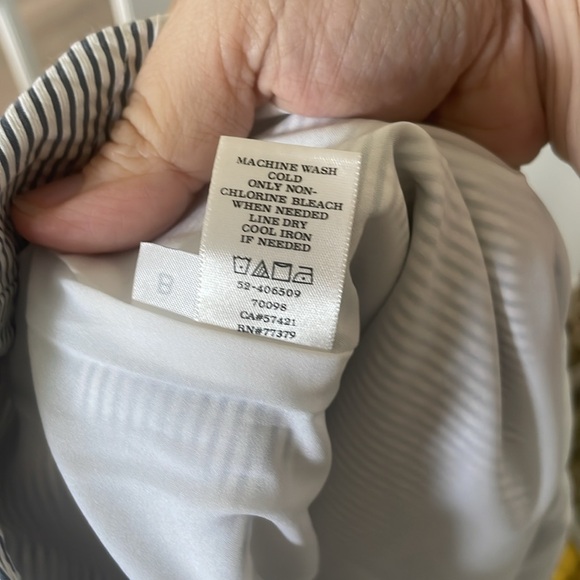 MACHINE WASH
COLD
ONLY NON-
CHLORINE BLEACH
WHEN NEEDED
LINE DRY
COOL IRON
IF NEEDED
52-406509
70098
CA#57421
RN#77379
8